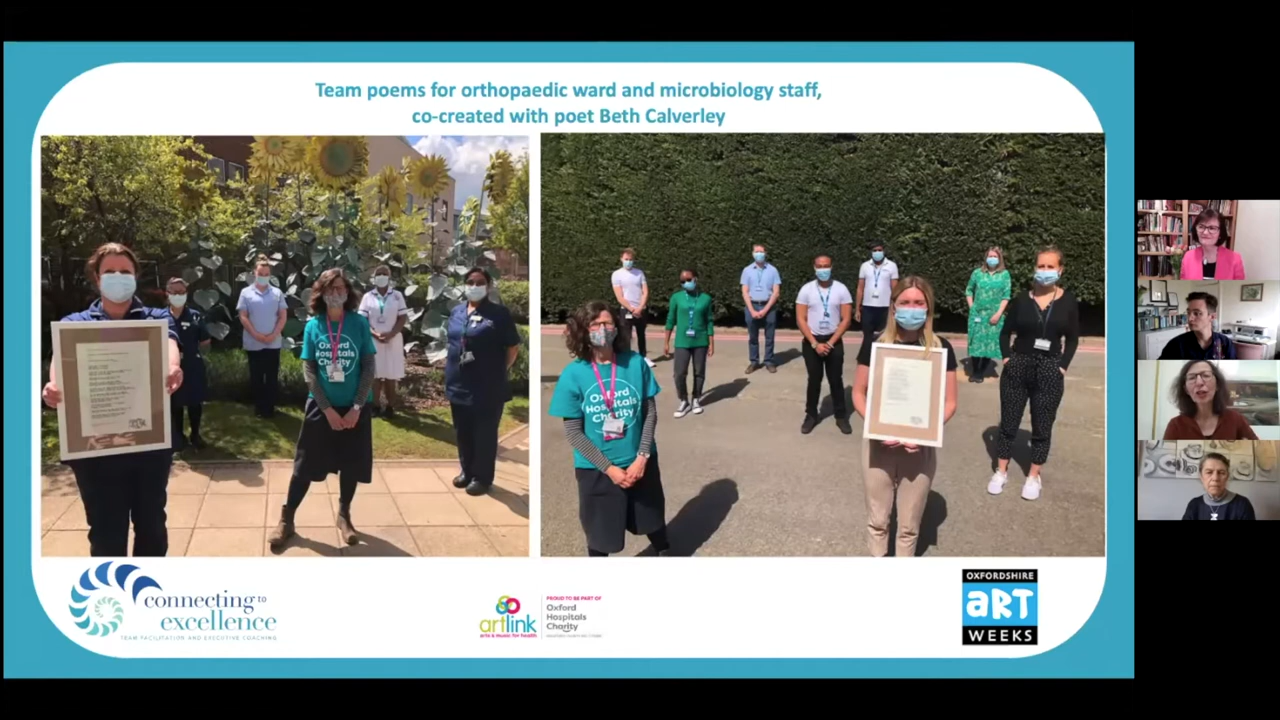 Team poems for orthopaedic ward and microbiology staff,
co-created with poet Beth Calverley
Oxford
Hospitals
Charity
Oxford
Hospitals
Charity
connecting to
excellence
TEAM FACILITATION AND EXECUTIVE COACHING
artlink
arts & music for health
PROUD TO BE PART OF
Oxford
Hospitals
Charity
OXFORDSHIRE
aRT
WEEKS